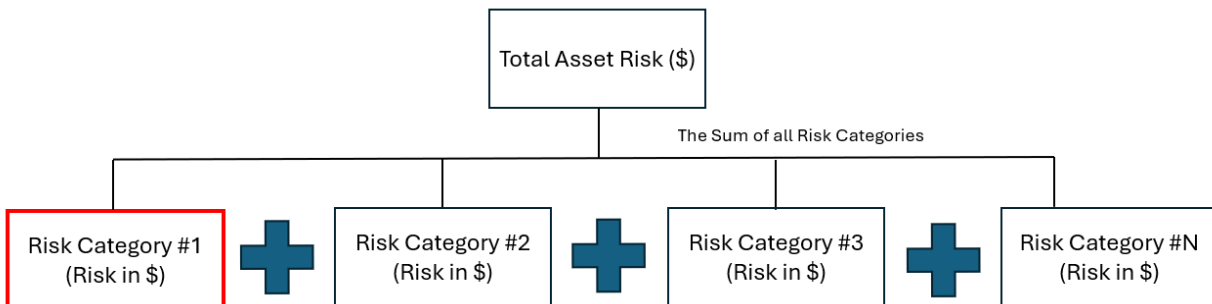 Total Asset Risk ($)
The Sum of all Risk Categories
Risk Category #1
(Risk in $)
Risk Category #2
(Risk in $)
Risk Category #3
(Risk in $)
Risk Category #N
(Risk in $)